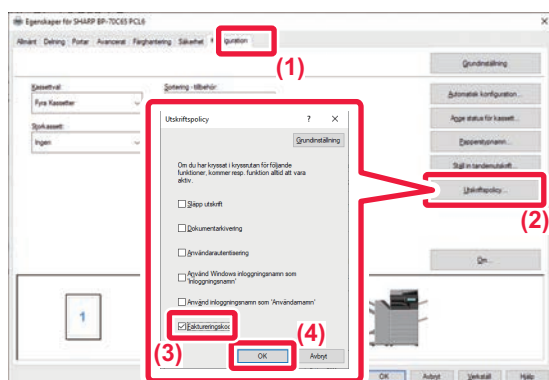 Egenskaper för SHARP BP-70C65 PCL6
Allmänt Delning Portar Avancerat Färghantering Säkerhet guration
(1)
Grundinställning
Kassettval:
Sortering -tillbehör:
Fyra Kassetter
Automatisk konfiguration...
Storkassett:
Ange status för kassett...
Ingen
Papperstypnamn...
Ställ in tandemutskrift...
Utskriftspolicy...
(2)
Om...
Utskriftspolicy ? ×
Grundinställning
Om du har kryssat i kryssrutan för följande
funktioner, kommer resp. funktion alltid att vara
aktiv.
Släpp utskrift
Dokumentarkivering
Användarautentisering
Använd Windows inloggningsnamn som
'Inloggningsnamn'
Använd inloggningsnamn som 'Användarnamn'
Faktureringskod
(3)
(4)
OK Avbryt
1
OK Avbryt Verkställ Hjälp